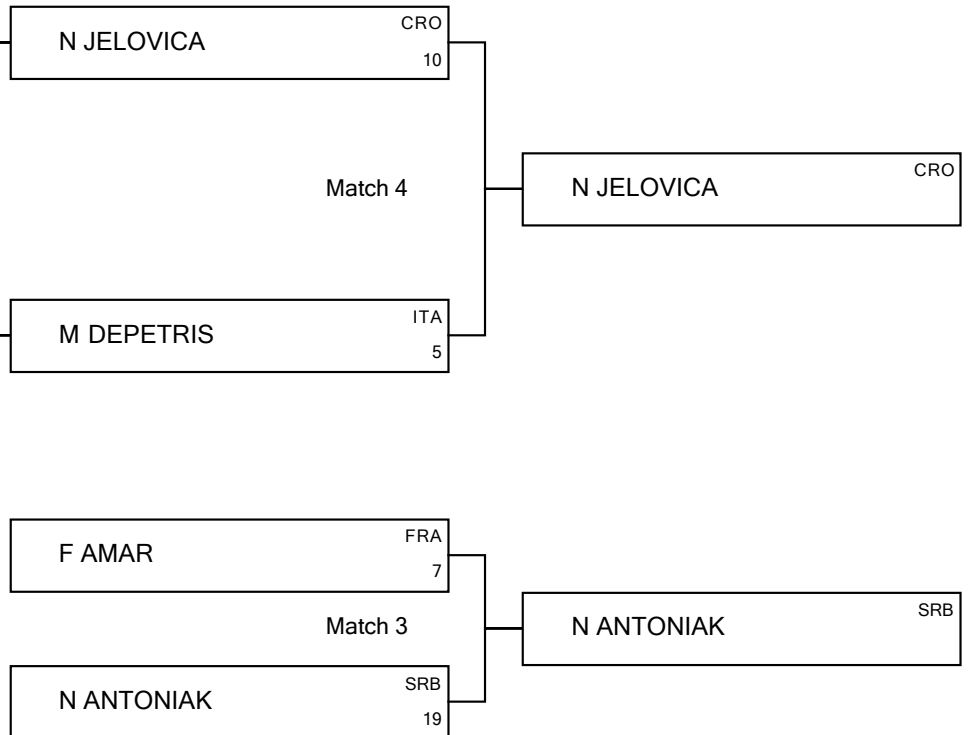 N JELOVICA CRO
10
Match 4
N JELOVICA CRO
M DEPETRIS ITA
5
F AMAR FRA
7
Match 3
N ANTONIAK SRB
N ANTONIAK SRB
19